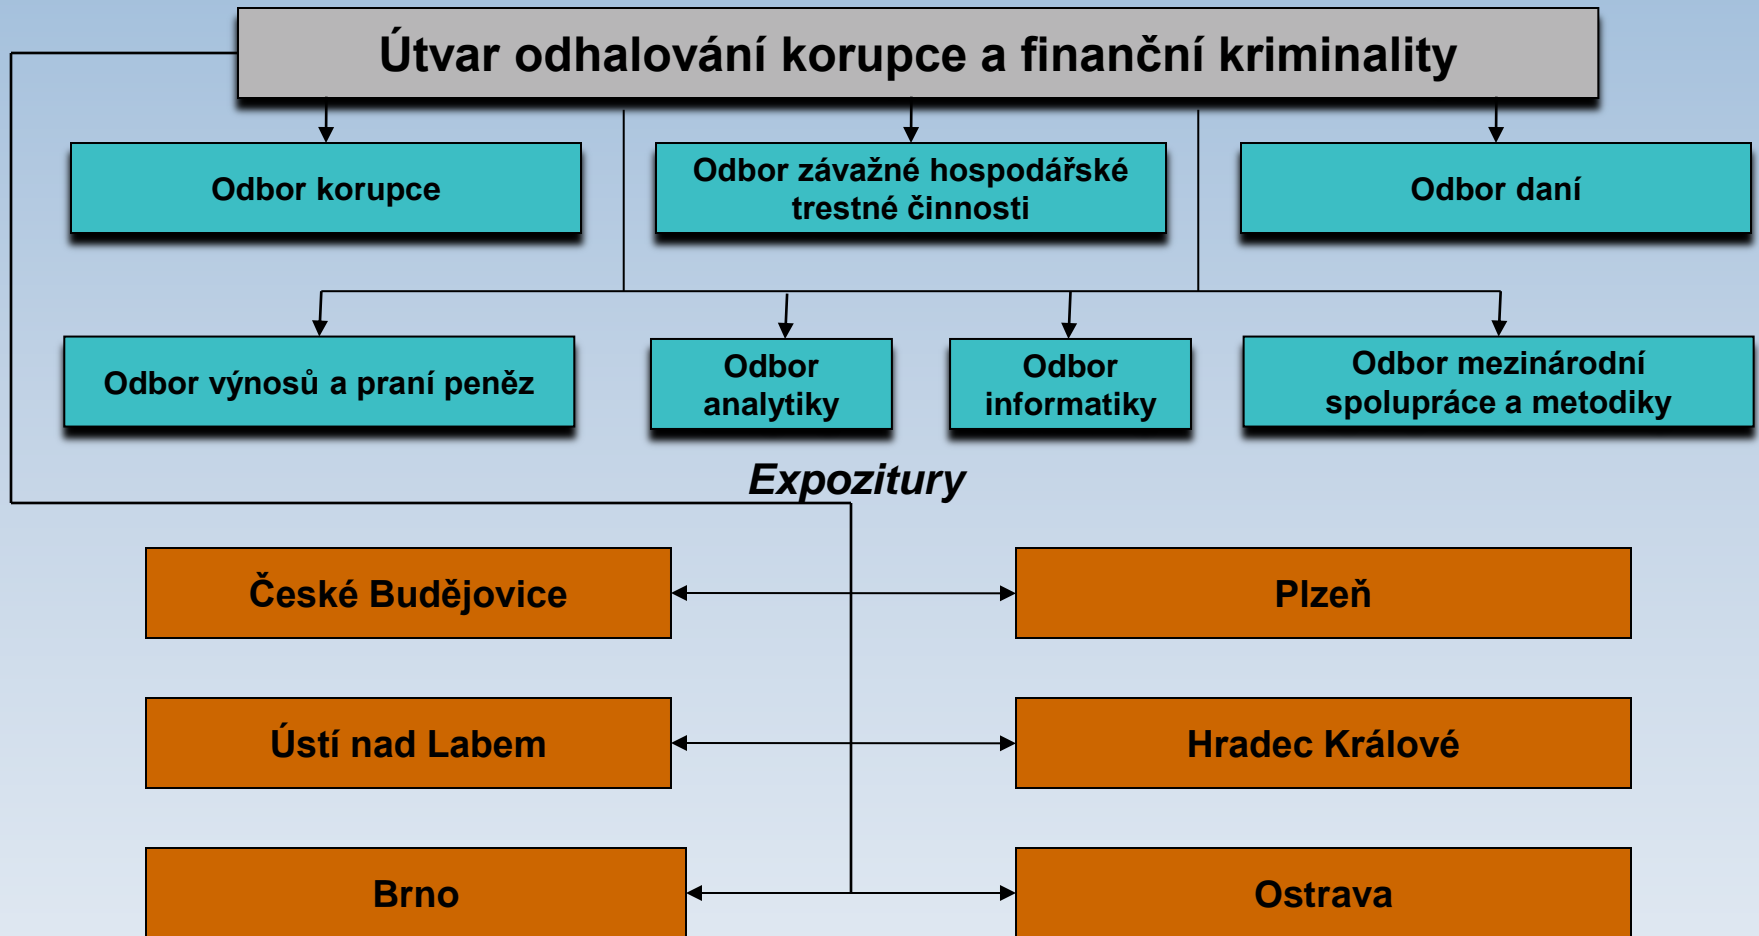 Útvar odhalování korupce a finanční kriminality
Odbor korupce
Odbor závažné hospodářské
trestné činnosti
Odbor daní
Odbor výnosů a praní peněz
Odbor
analytiky
Odbor
informatiky
Odbor mezinárodní
spolupráce a metodiky
Expozitury
České Budějovice
Plzeň
Ústí nad Labem
Hradec Králové
Brno
Ostrava